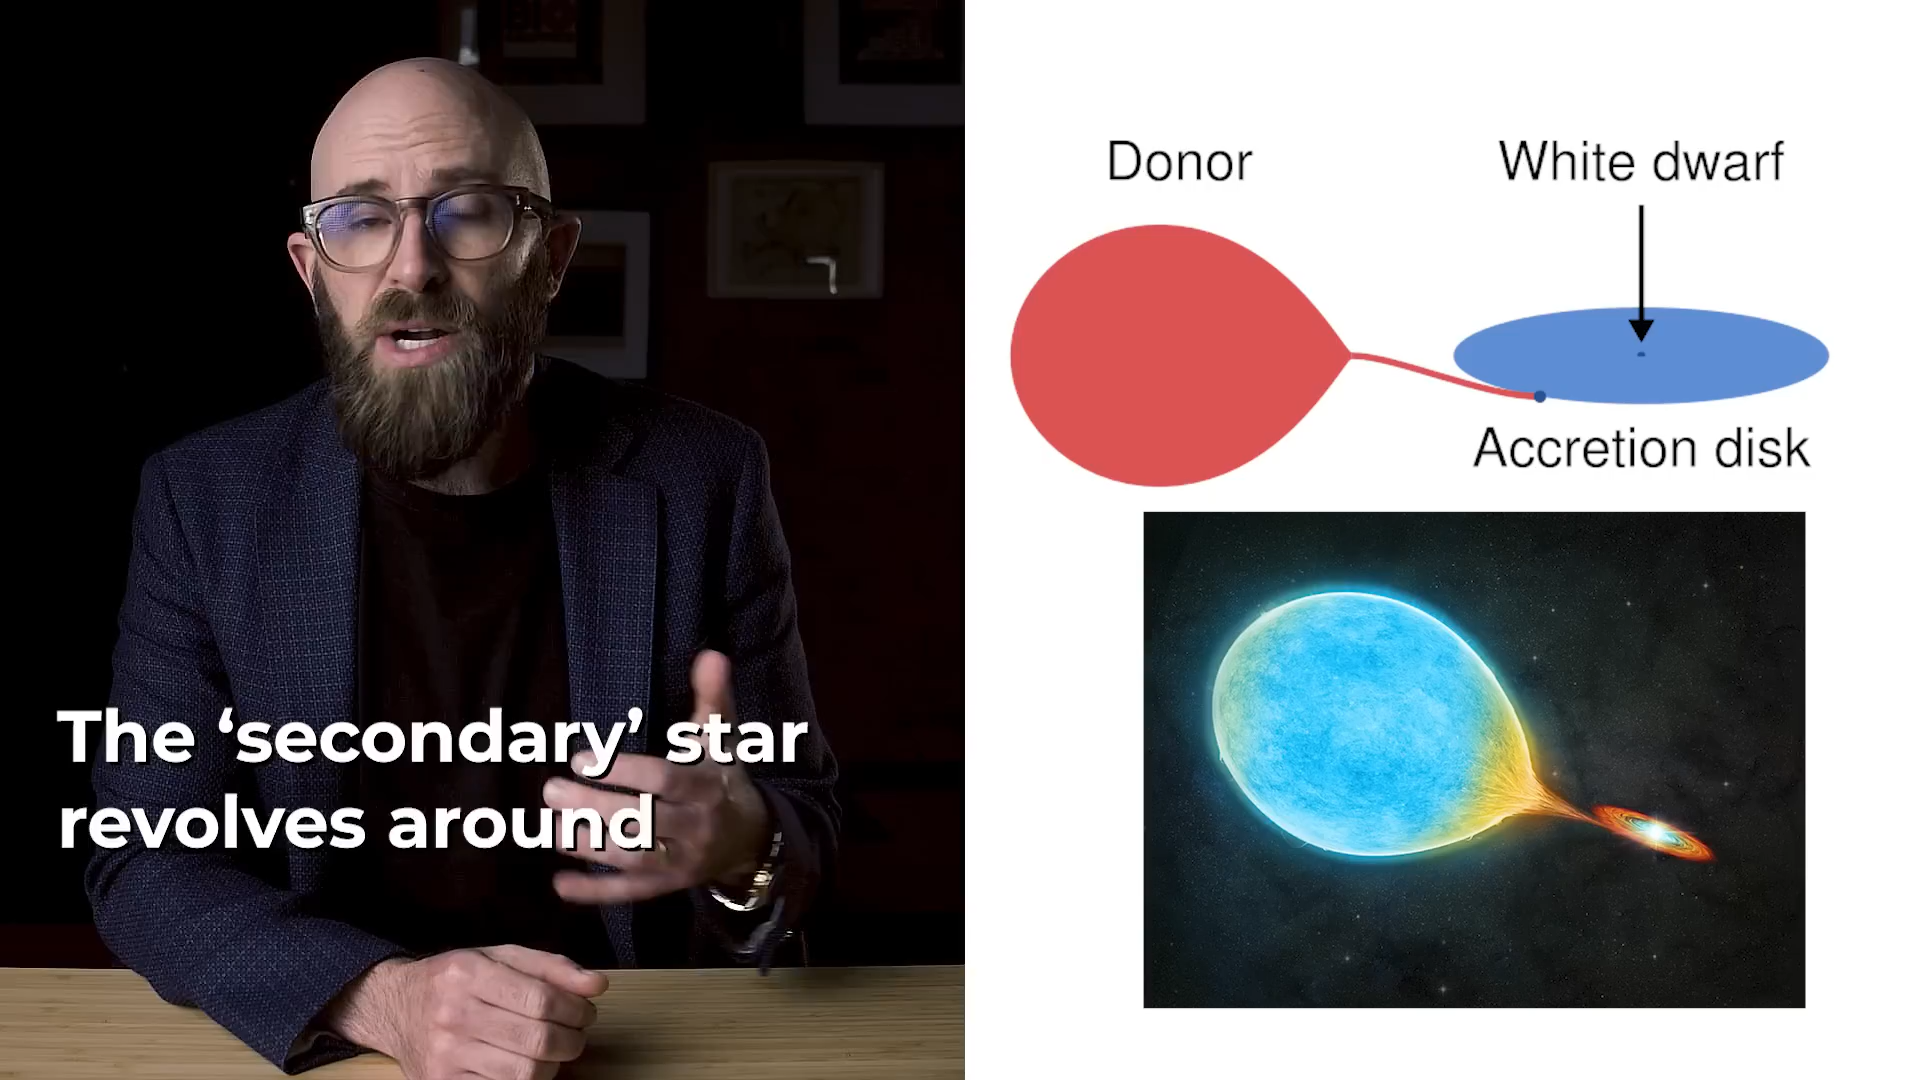 The ‘secondary’ star
revolves around
Donor
White dwarf
Accretion disk